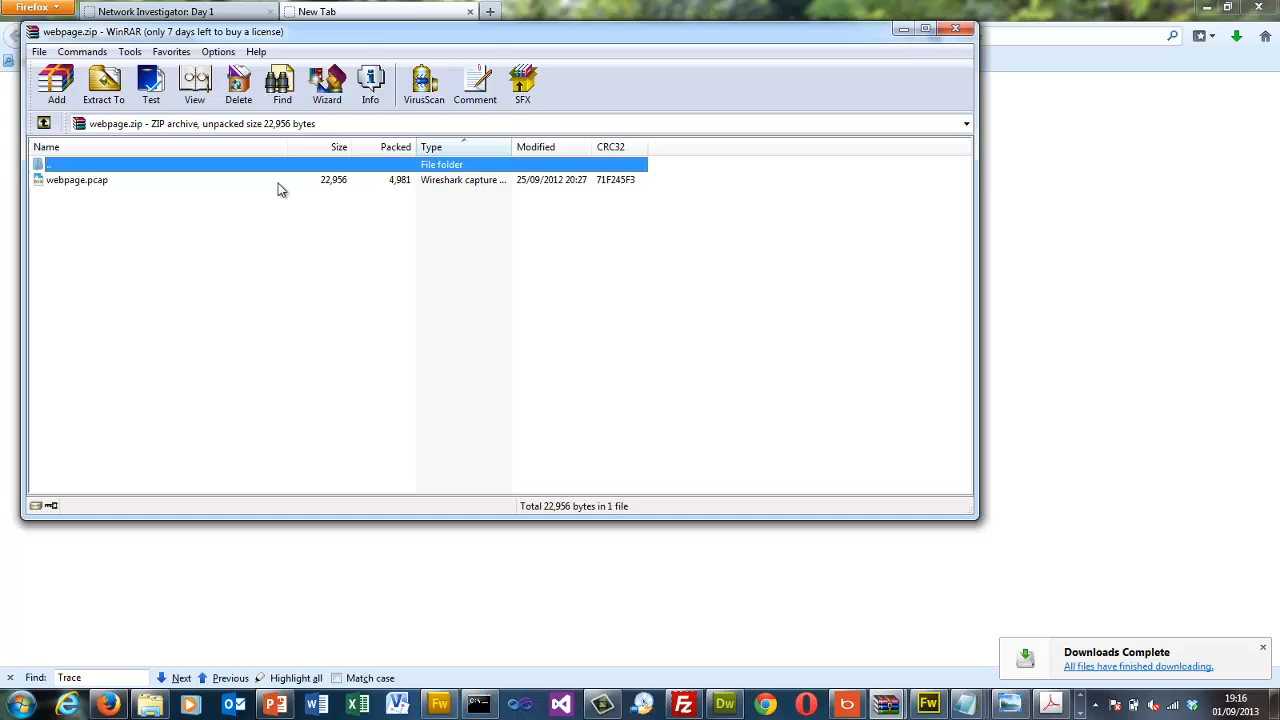 Firefox
Network Investigator: Day 1
New Tab
webpage.zip - WinRAR (only 7 days left to buy a license)
File Commands Tools Favorites Options Help
Add Extract To Test View Delete Find Wizard Info VirusScan Comment SFX
webpage.zip - ZIP archive, unpacked size 22,956 bytes
Name Size Packed Type Modified CRC32
.. File folder
webpage.pcap 22,956 4,981 Wireshark capture ... 25/09/2012 20:27 71F245F3
Total 22,956 bytes in 1 file
Downloads Complete
All files have finished downloading.
Find: Trace Next Previous Highlight all Match case
19:16
01/09/2013